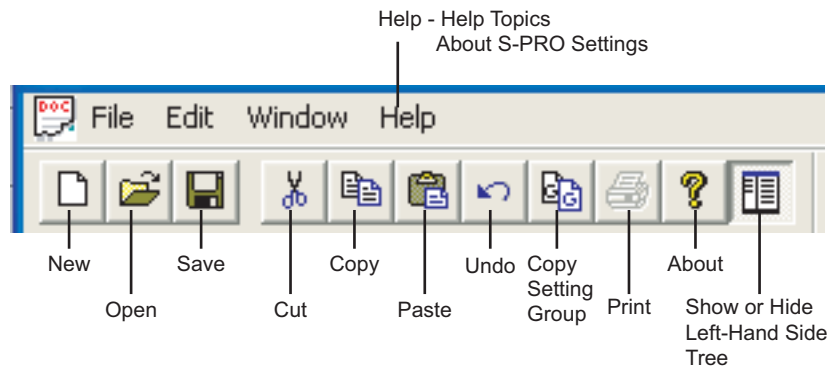 Help - Help Topics
About S-PRO Settings
DOC
File Edit Window Help
G G
?
New Save Copy Undo Copy Setting Group About
Open Cut Paste Print Show or Hide
Left-Hand Side
Tree